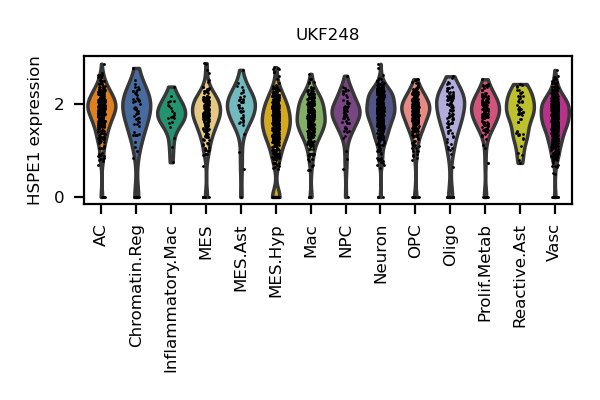 UKF248
HSPE1 expression
2
0
AC
Chromatin.Reg
Inflammatory.Mac
MES
MES.Ast
MES.Hyp
Mac
NPC
Neuron
OPC
Oligo
Prolif.Metab
Reactive.Ast
Vasc